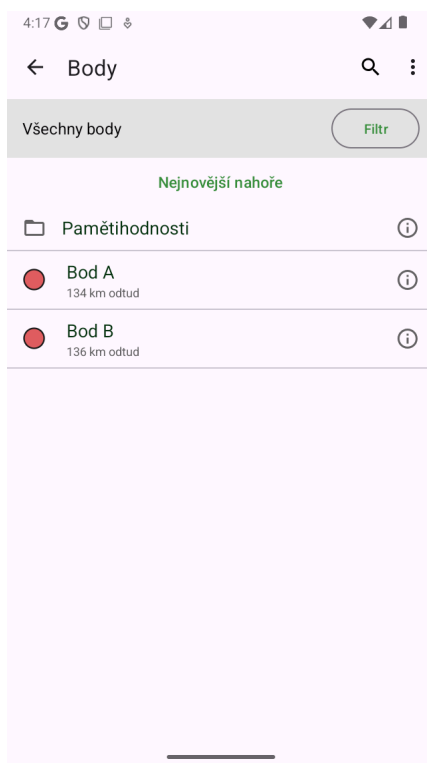 4:17
Body
Všechny body
Filtr
Nejnovější nahoře
Pamětihodnosti
Bod A
134 km odtud
Bod B
136 km odtud